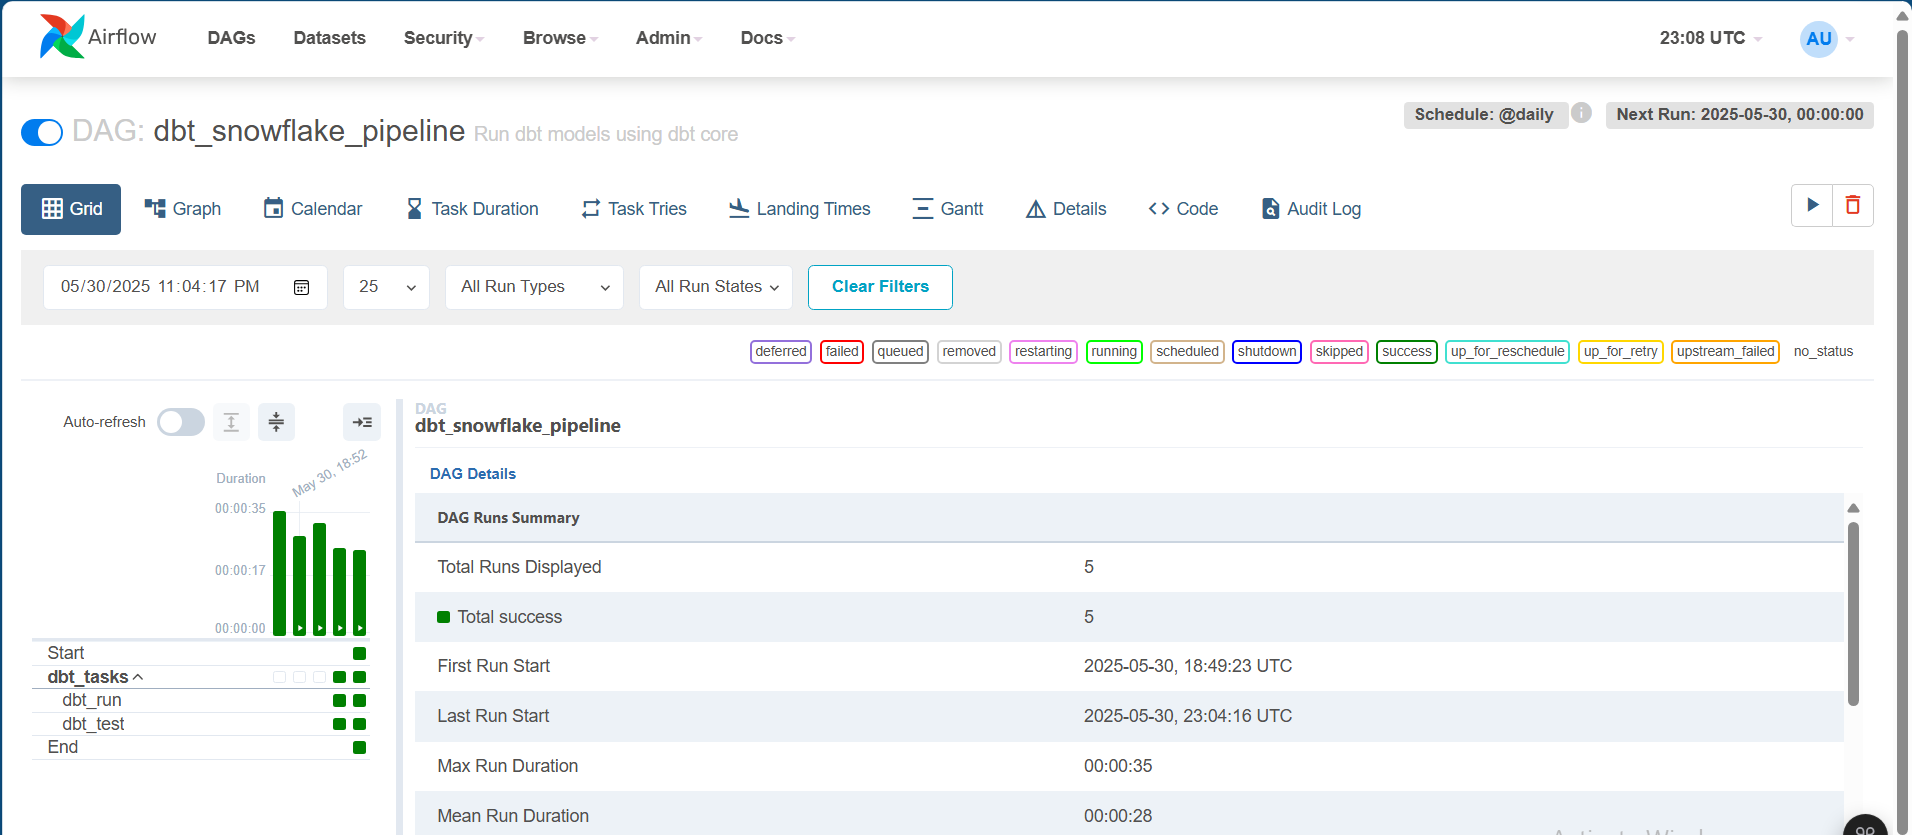 Airflow
DAGs Datasets Security Browse Admin Docs 23:08 UTC AU
Schedule: @daily i Next Run: 2025-05-30, 00:00:00
DAG: dbt_snowflake_pipeline Run dbt models using dbt core
Grid Graph Calendar Task Duration Task Tries Landing Times Gantt Details <> Code Audit Log
05/30/2025 11:04:17 PM 25 All Run Types All Run States Clear Filters
deferred failed queued removed restarting running scheduled shutdown skipped success up_for_reschedule up_for_retry upstream_failed no_status
Auto-refresh
May 30, 18:52
Duration
00:00:35
00:00:17
00:00:00
Start
dbt_tasks
dbt_run
dbt_test
End
DAG
dbt_snowflake_pipeline
DAG Details
DAG Runs Summary
Total Runs Displayed 5
Total success 5
First Run Start 2025-05-30, 18:49:23 UTC
Last Run Start 2025-05-30, 23:04:16 UTC
Max Run Duration 00:00:35
Mean Run Duration 00:00:28